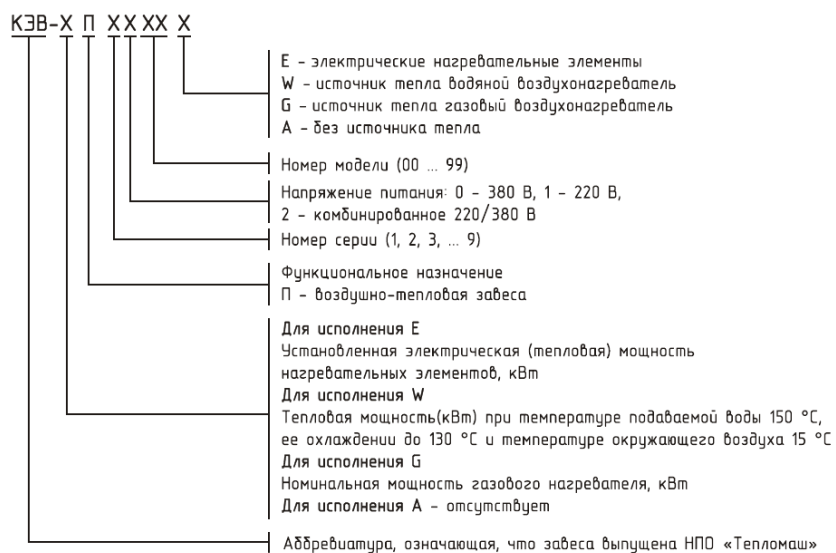 КЭВ-Х П Х Х ХХ Х
Е - электрические нагревательные элементы
W - источник тепла водяной воздухонагреватель
G - источник тепла газовый воздухонагреватель
А - без источника тепла
Номер модели (00 ... 99)
Напряжение питания: 0 - 380 В, 1 - 220 В,
2 - комбинированное 220/380 В
Номер серии (1, 2, 3, ... 9)
Функциональное назначение
П - воздушно-тепловая завеса
Для исполнения Е
Установленная электрическая (тепловая) мощность
нагревательных элементов, кВт
Для исполнения W
Тепловая мощность(кВт) при температуре подаваемой воды 150 °С,
ее охлаждении до 130 °С и температуре окружающего воздуха 15 °С
Для исполнения G
Номинальная мощность газового нагревателя, кВт
Для исполнения А - отсутствует
Аббревиатура, означающая, что завеса выпущена НПО «Тепломаш»